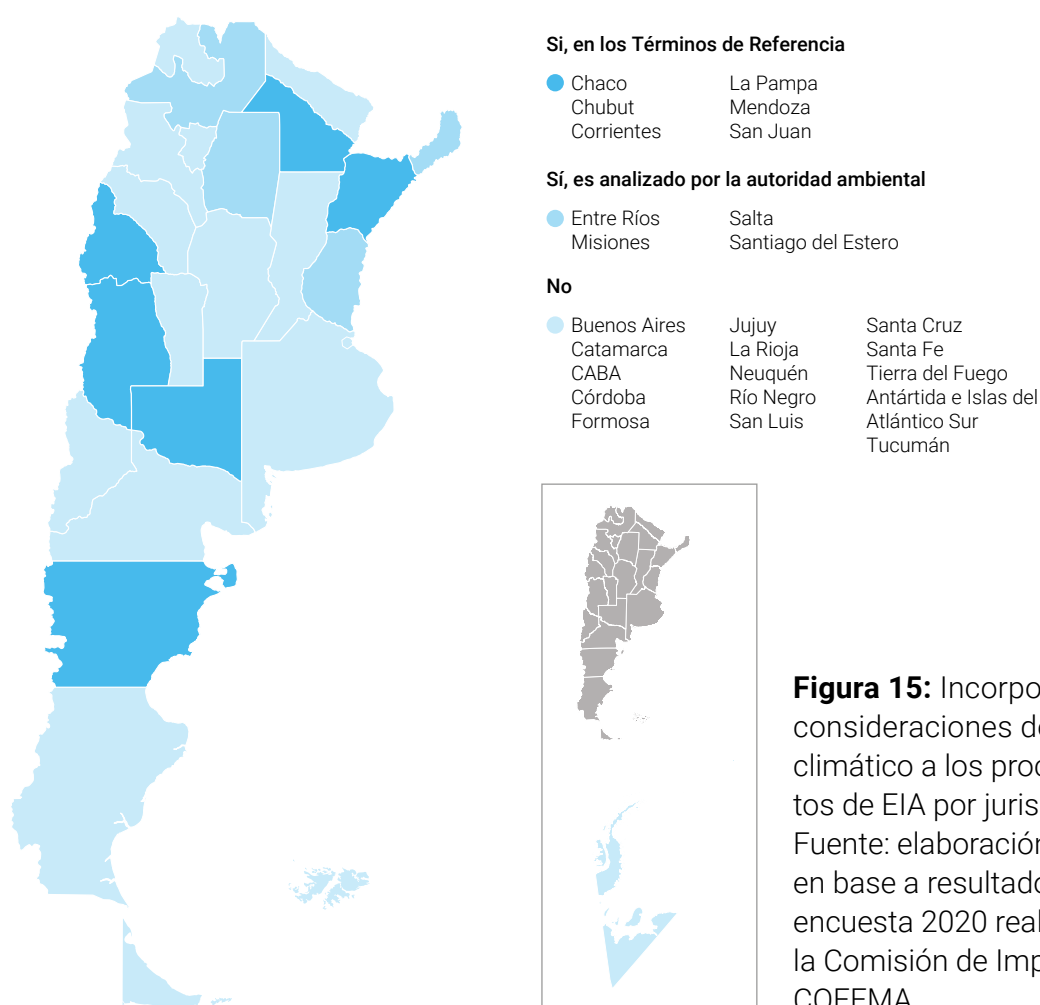 Si, en los Términos de Referencia
Chaco
Chubut
Corrientes
La Pampa
Mendoza
San Juan
Sí, es analizado por la autoridad ambiental
Entre Ríos
Misiones
Salta
Santiago del Estero
No
Buenos Aires
Catamarca
CABA
Córdoba
Formosa
Jujuy
La Rioja
Neuquén
Río Negro
San Luis
Santa Cruz
Santa Fe
Tierra del Fuego
Antártida e Islas del
Atlántico Sur
Tucumán
Figura 15: Incorpo
consideraciones d
climático a los pro
tos de EIA por juris
Fuente: elaboración
en base a resultado
encuesta 2020 real
la Comisión de Imp
COFEMA